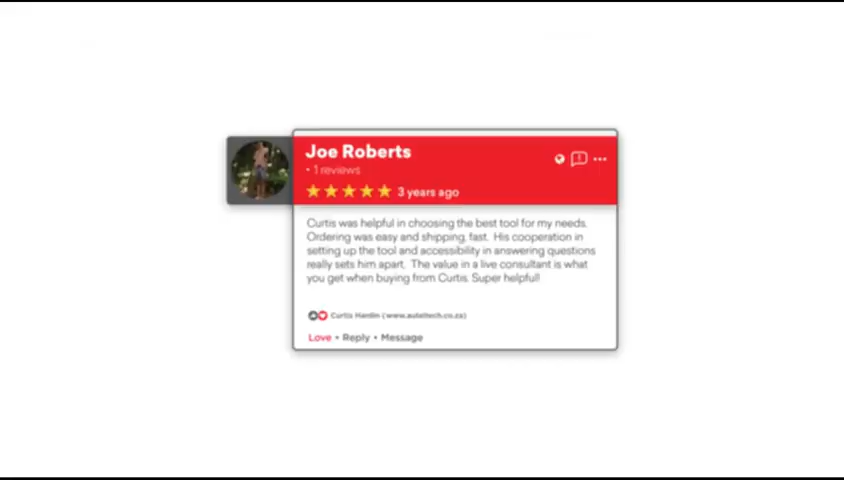 Joe Roberts
• 1 reviews
3 years ago
Curtis was helpful in choosing the best tool for my needs.
Ordering was easy and shipping, fast. His cooperation in
setting up the tool and accessibility in answering questions
really sets him apart. The value in a live consultant is what
you get when buying from Curtis. Super helpful!
Curtis Hanlin
Love • Reply • Message